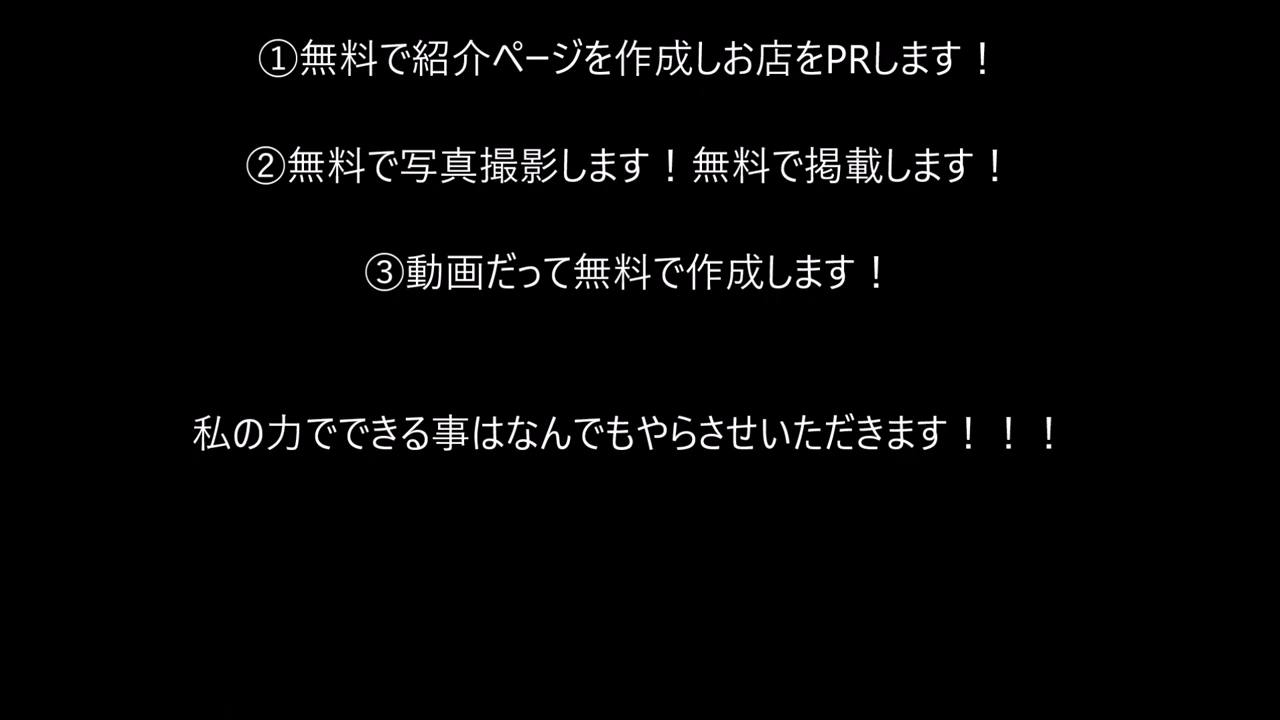 ①無料で紹介ページを作成しお店をPRします！
②無料で写真撮影します！無料で掲載します！
③動画だって無料で作成します！
私の力でできる事はなんでもやらさせいただきます！！！